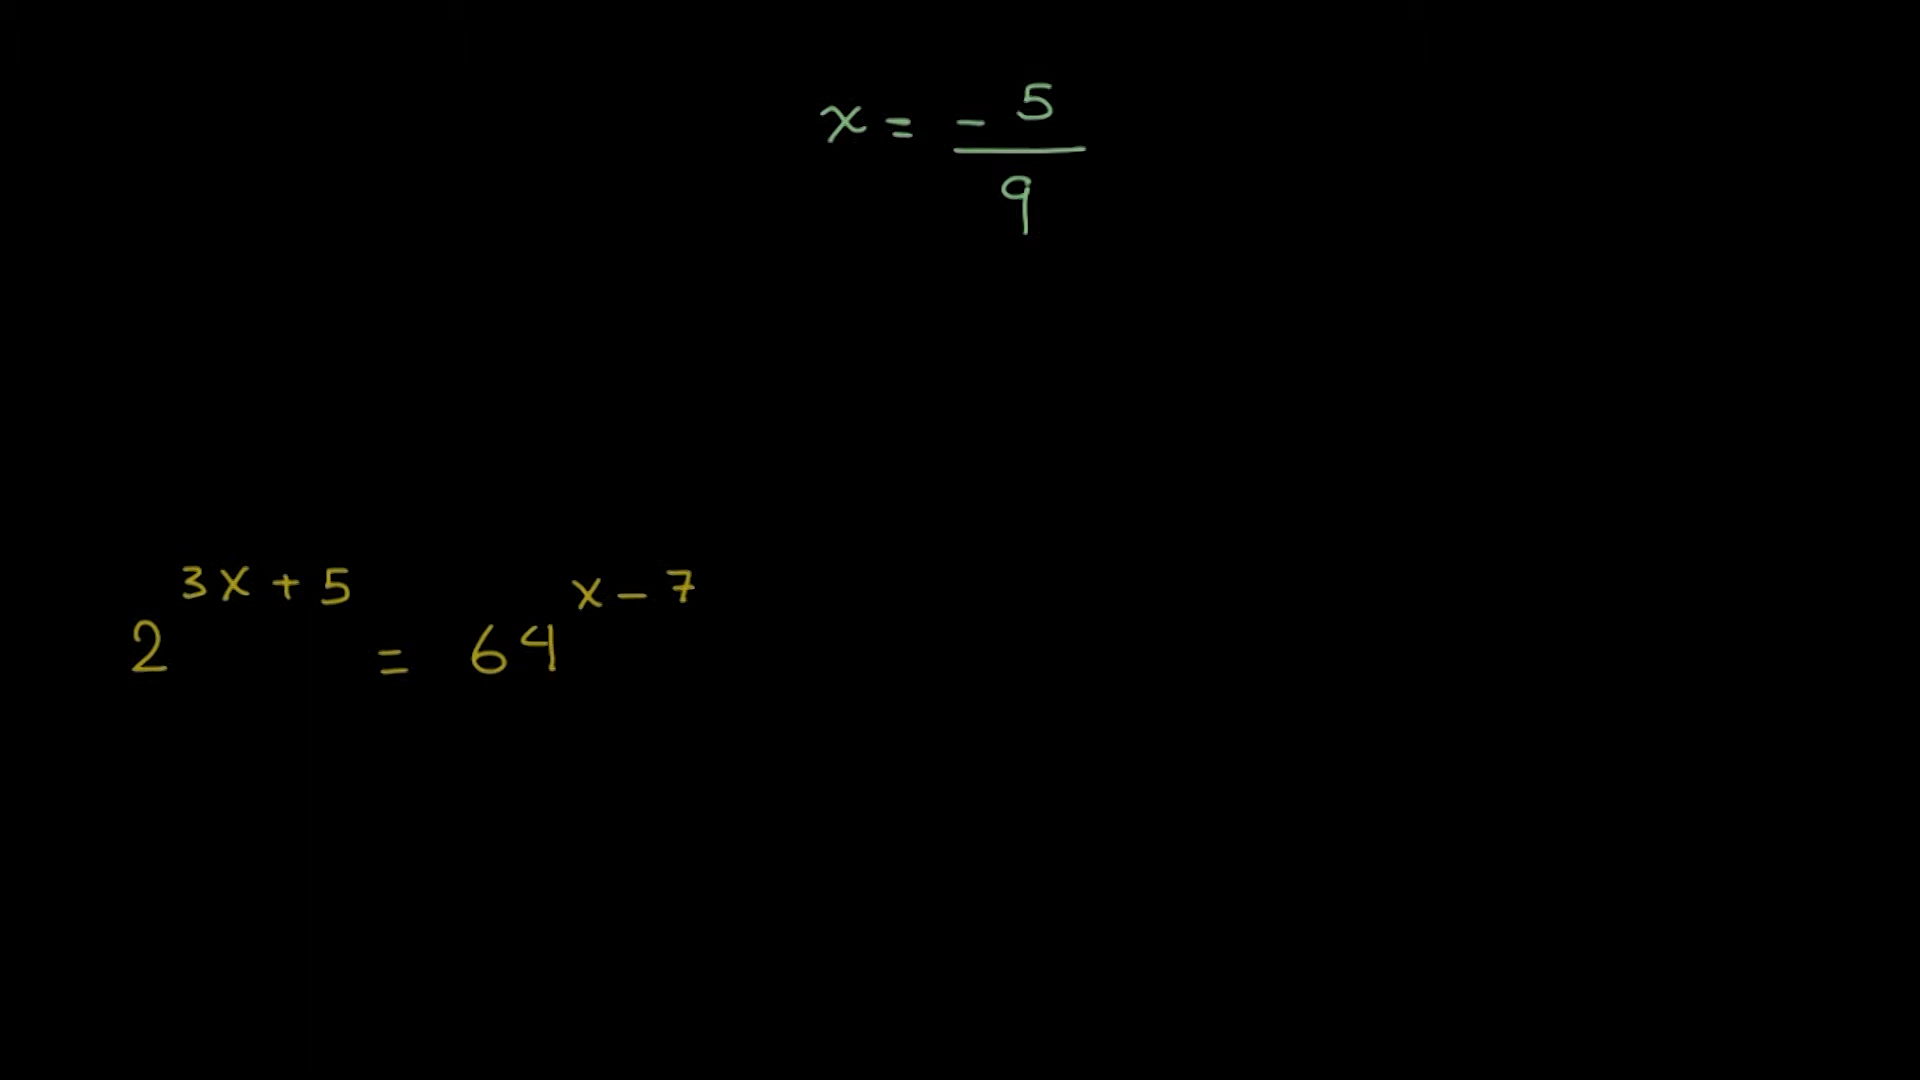 x = -5/9
2^(3x+5) = 64^(x-7)